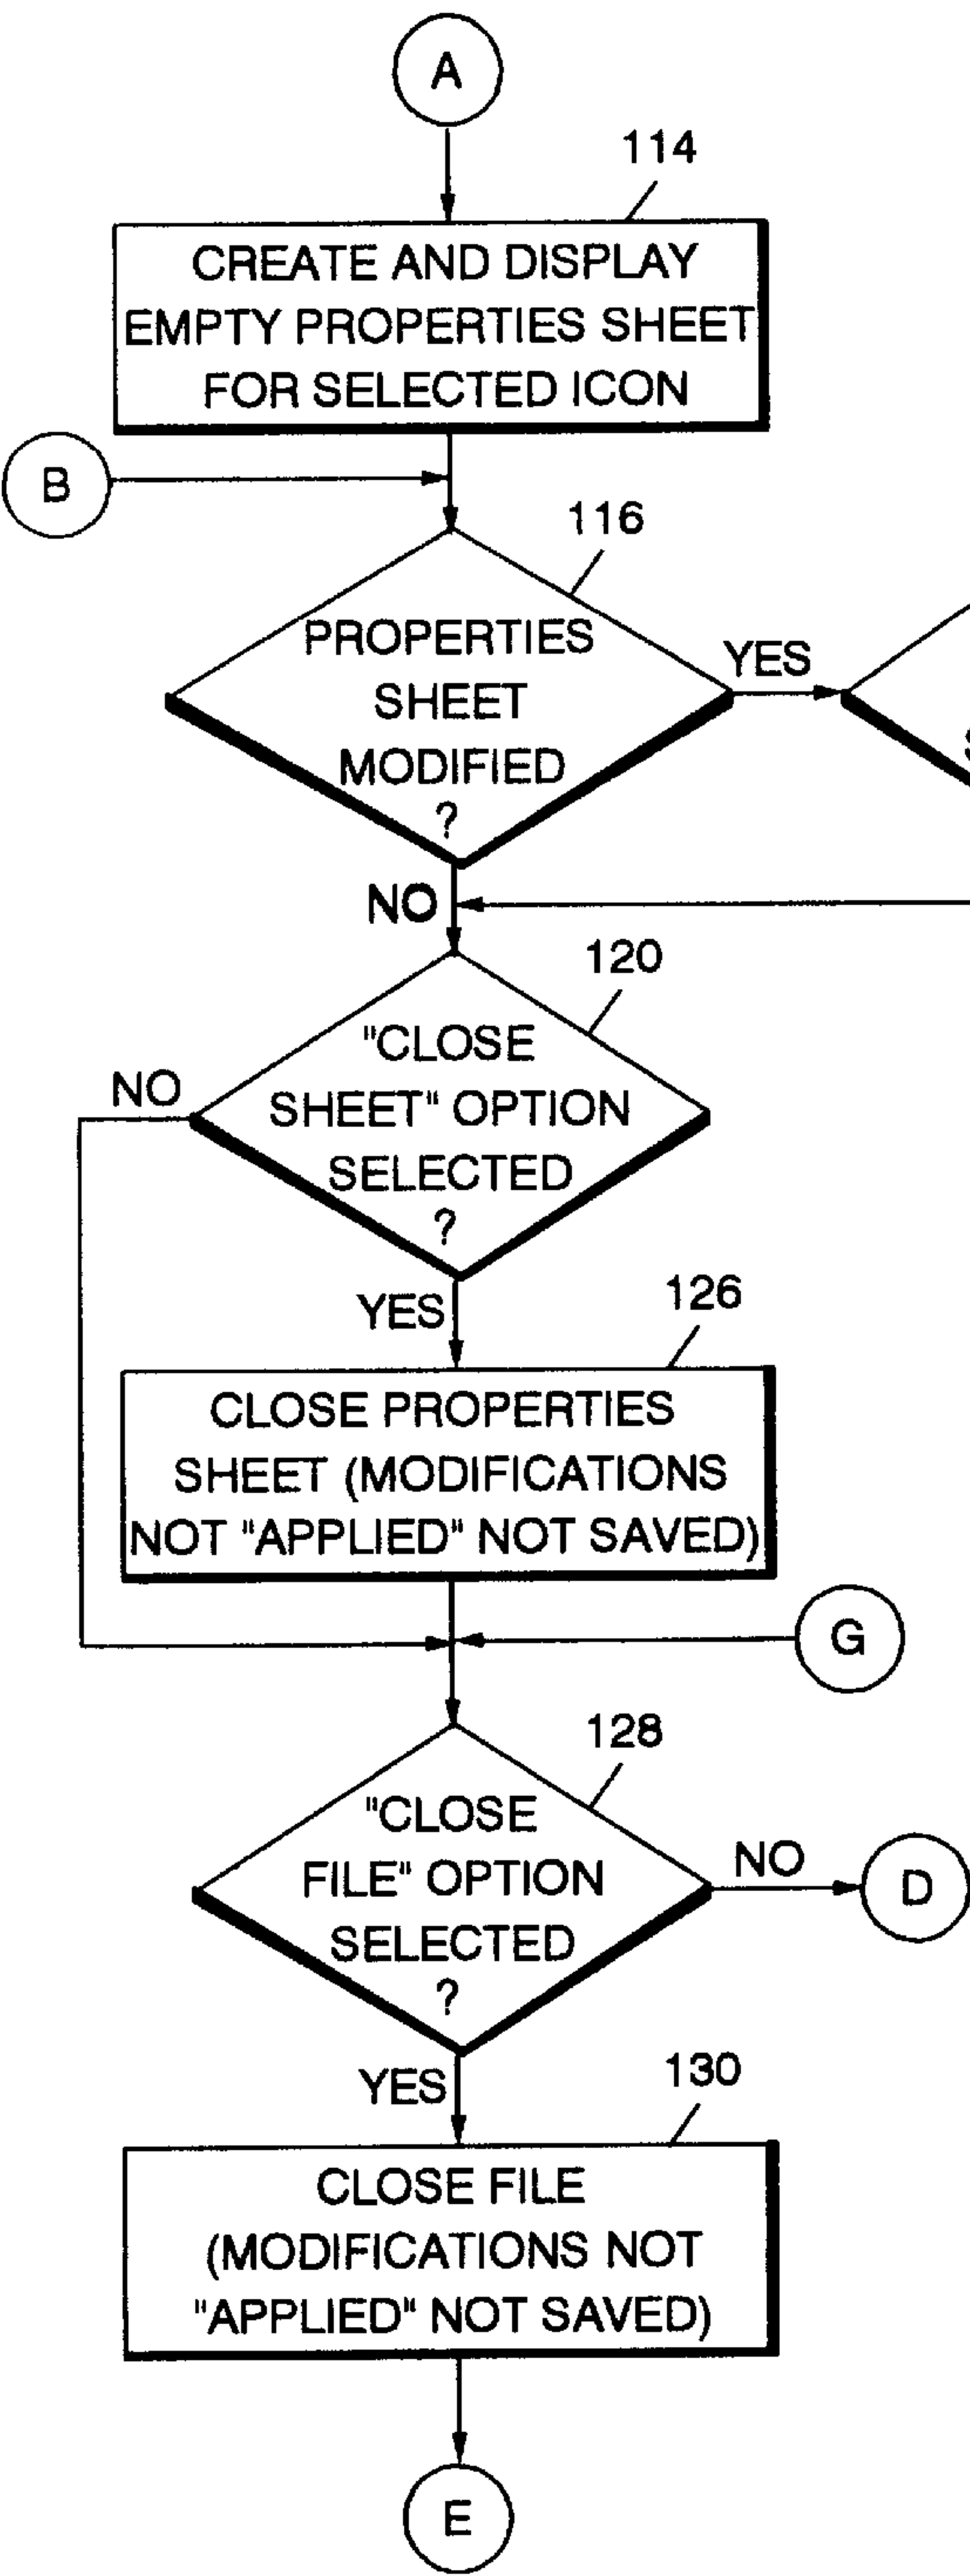 A
114
CREATE AND DISPLAY
EMPTY PROPERTIES SHEET
FOR SELECTED ICON
B
116
PROPERTIES
SHEET
MODIFIED
?
YES
S
NO
120
"CLOSE
SHEET" OPTION
SELECTED
?
NO
YES
126
CLOSE PROPERTIES
SHEET (MODIFICATIONS
NOT "APPLIED" NOT SAVED)
G
128
"CLOSE
FILE" OPTION
SELECTED
?
NO
D
YES
130
CLOSE FILE
(MODIFICATIONS NOT
"APPLIED" NOT SAVED)
E